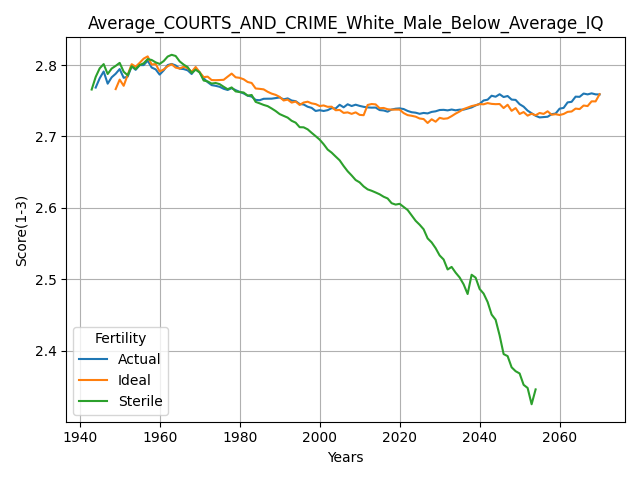 Average_COURTS_AND_CRIME_White_Male_Below_Average_IQ
Score(1-3)
2.8
2.7
2.6
2.5
2.4
Fertility
Actual
Ideal
Sterile
1940
1960
1980
2000
2020
2040
2060
Years